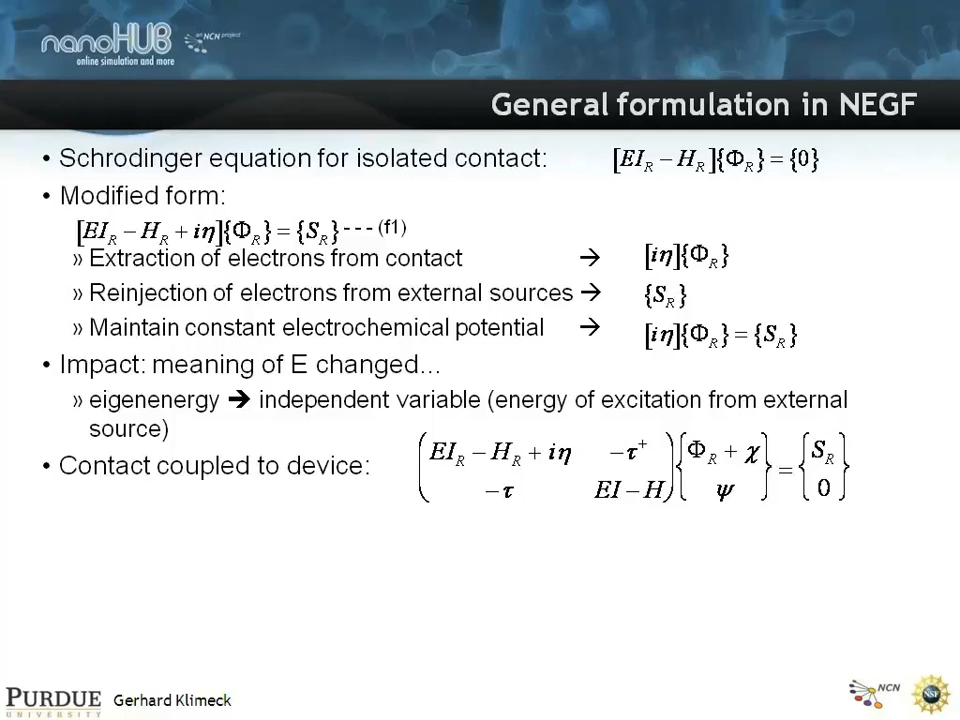 nanoHUB an NCN project
online simulation and more
General formulation in NEGF
• Schrodinger equation for isolated contact: [EI_R − H_R]{Φ_R} = {0}
• Modified form:
[EI_R − H_R + iη]{Φ_R} = {S_R} - - - (f1)
» Extraction of electrons from contact → [iη]{Φ_R}
» Reinjection of electrons from external sources → {S_R}
» Maintain constant electrochemical potential → [iη]{Φ_R} = {S_R}
• Impact: meaning of E changed...
» eigenenergy ➔ independent variable (energy of excitation from external
source)
• Contact coupled to device: ( EI_R − H_R + iη −τ⁺ ) { Φ_R + χ } = { S_R }
( −τ EI − H ) { ψ } { 0 }
PURDUE
UNIVERSITY
Gerhard Klimeck
NCN
NSF